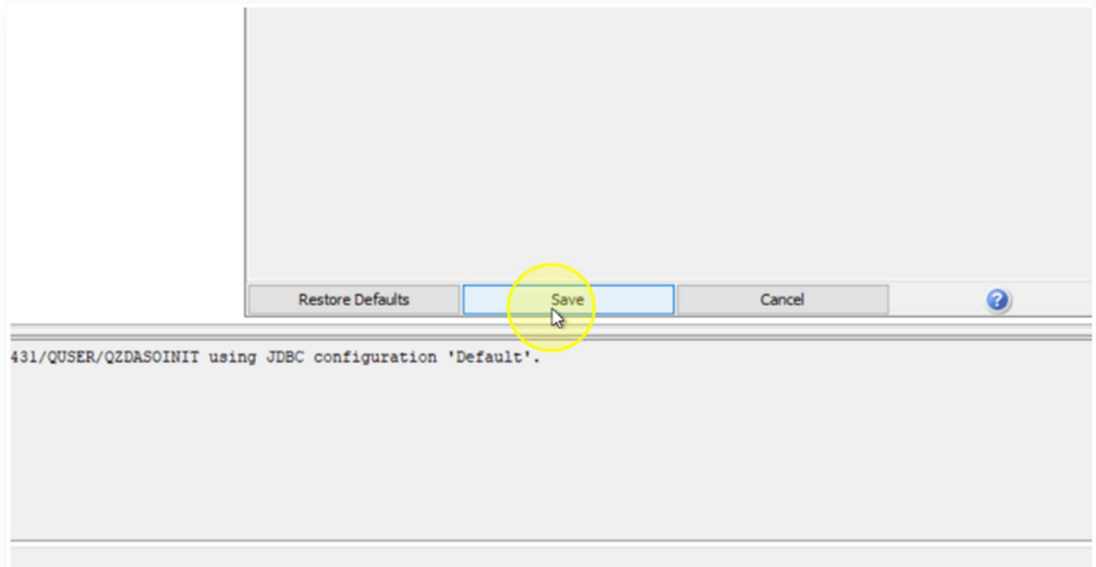 Restore Defaults Save Cancel ?
431/QUSER/QZDASOINIT using JDBC configuration 'Default'.